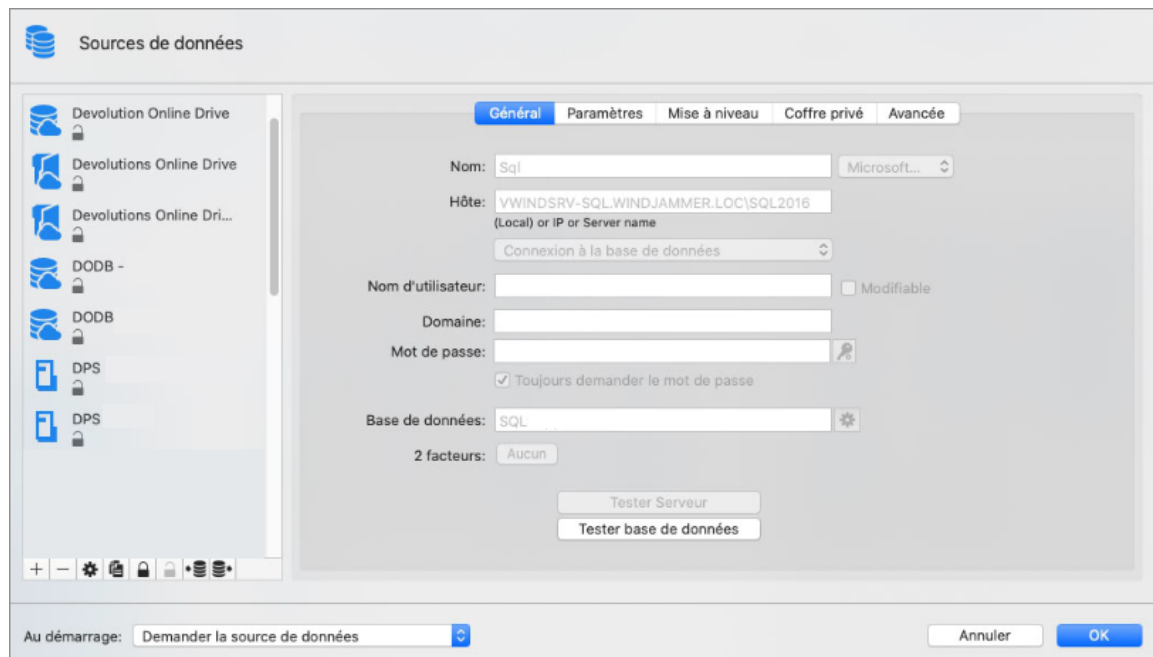 Sources de données
Devolution Online Drive
Devolutions Online Drive
Devolutions Online Dri...
DODB -
DODB
DPS
DPS
Général Paramètres Mise à niveau Coffre privé Avancée
Nom: Sql Microsoft...
Hôte: VWINDSRV-SQL.WINDJAMMER.LOC\SQL2016
(Local) or IP or Server name
Connexion à la base de données
Nom d'utilisateur: Modifiable
Domaine:
Mot de passe:
Toujours demander le mot de passe
Base de données: SQL
2 facteurs: Aucun
Tester Serveur
Tester base de données
Au démarrage: Demander la source de données Annuler OK